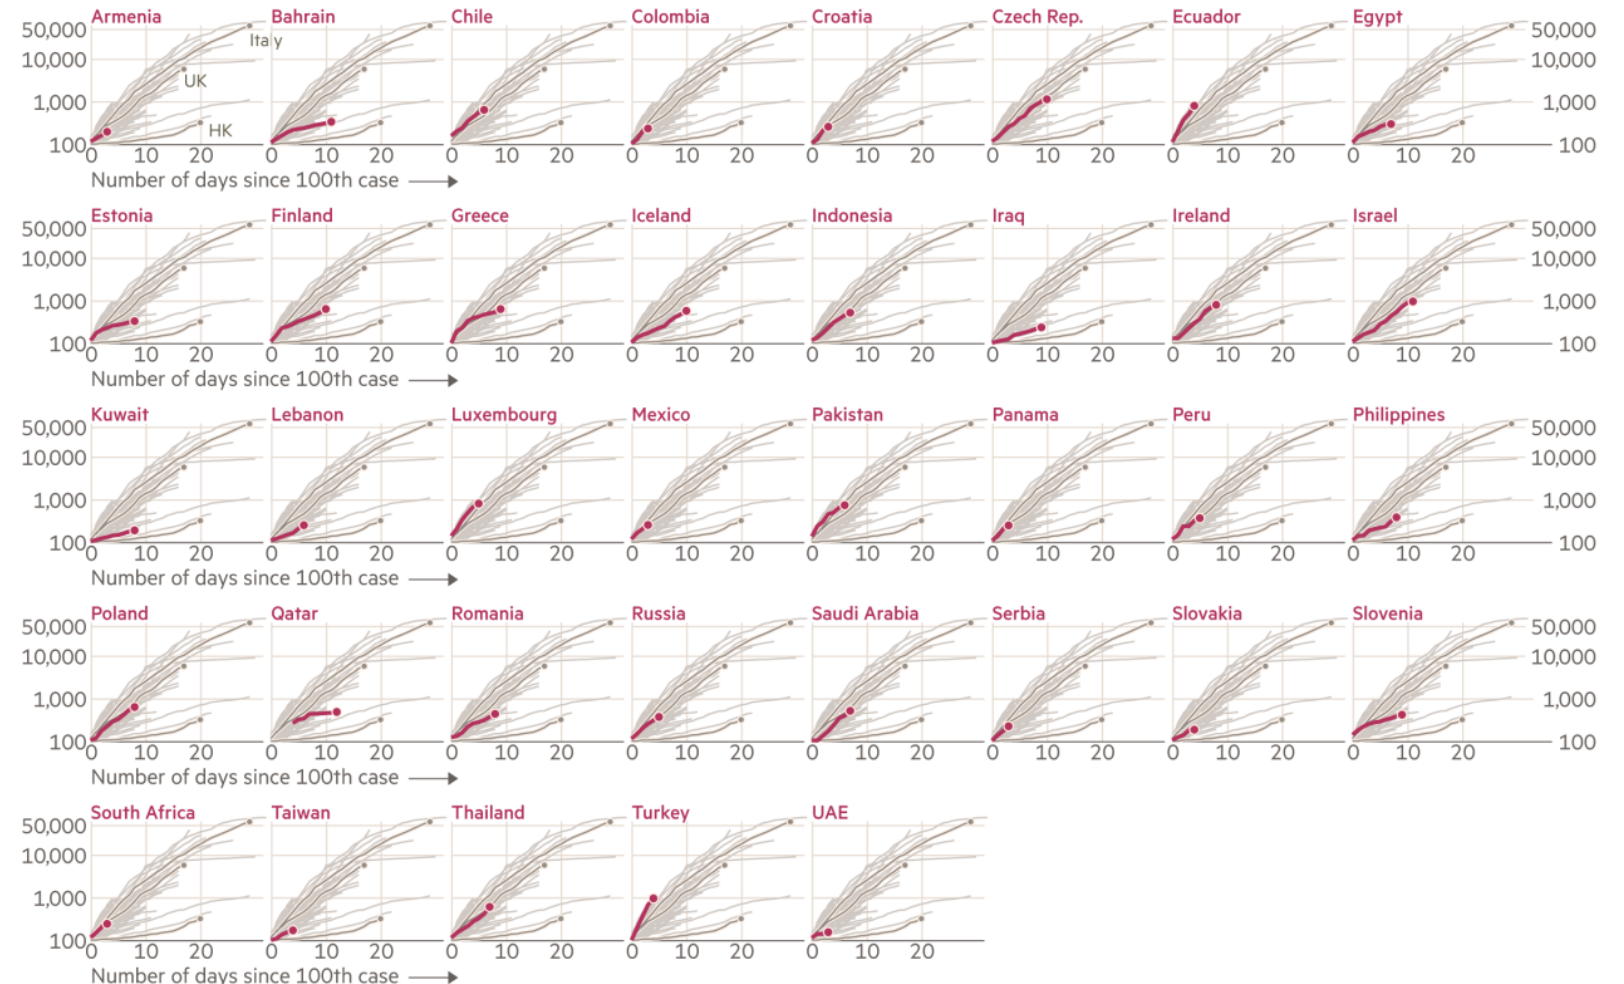 Armenia Bahrain Chile Colombia Croatia Czech Rep. Ecuador Egypt
50,000 Italy 50,000
10,000 UK 10,000
1,000 1,000
100 HK 100
0 10 20 0 10 20 0 10 20 0 10 20 0 10 20 0 10 20 0 10 20 0 10 20
Number of days since 100th case
Estonia Finland Greece Iceland Indonesia Iraq Ireland Israel
50,000 50,000
10,000 10,000
1,000 1,000
100 100
0 10 20 0 10 20 0 10 20 0 10 20 0 10 20 0 10 20 0 10 20 0 10 20
Number of days since 100th case
Kuwait Lebanon Luxembourg Mexico Pakistan Panama Peru Philippines
50,000 50,000
10,000 10,000
1,000 1,000
100 100
0 10 20 0 10 20 0 10 20 0 10 20 0 10 20 0 10 20 0 10 20 0 10 20
Number of days since 100th case
Poland Qatar Romania Russia Saudi Arabia Serbia Slovakia Slovenia
50,000 50,000
10,000 10,000
1,000 1,000
100 100
0 10 20 0 10 20 0 10 20 0 10 20 0 10 20 0 10 20 0 10 20 0 10 20
Number of days since 100th case
South Africa Taiwan Thailand Turkey UAE
50,000
10,000
1,000
100
0 10 20 0 10 20 0 10 20 0 10 20 0 10 20
Number of days since 100th case